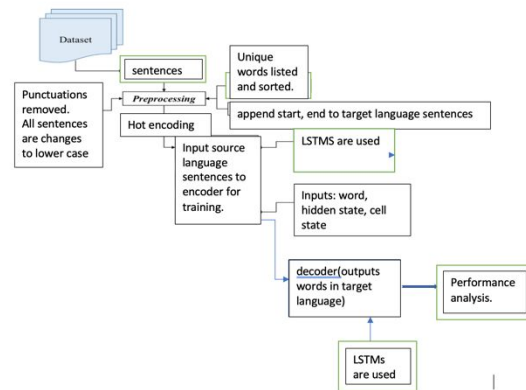 Dataset
sentences
Unique
words listed
and sorted.
Punctuations
removed.
All sentences
are changes
to lower case
Preprocessing
append start, end to target language sentences
Hot encoding
LSTMS are used
Input source
language
sentences to
encoder for
training.
Inputs: word,
hidden state, cell
state
decoder(outputs
words in target
language)
Performance
analysis.
LSTMs
are used